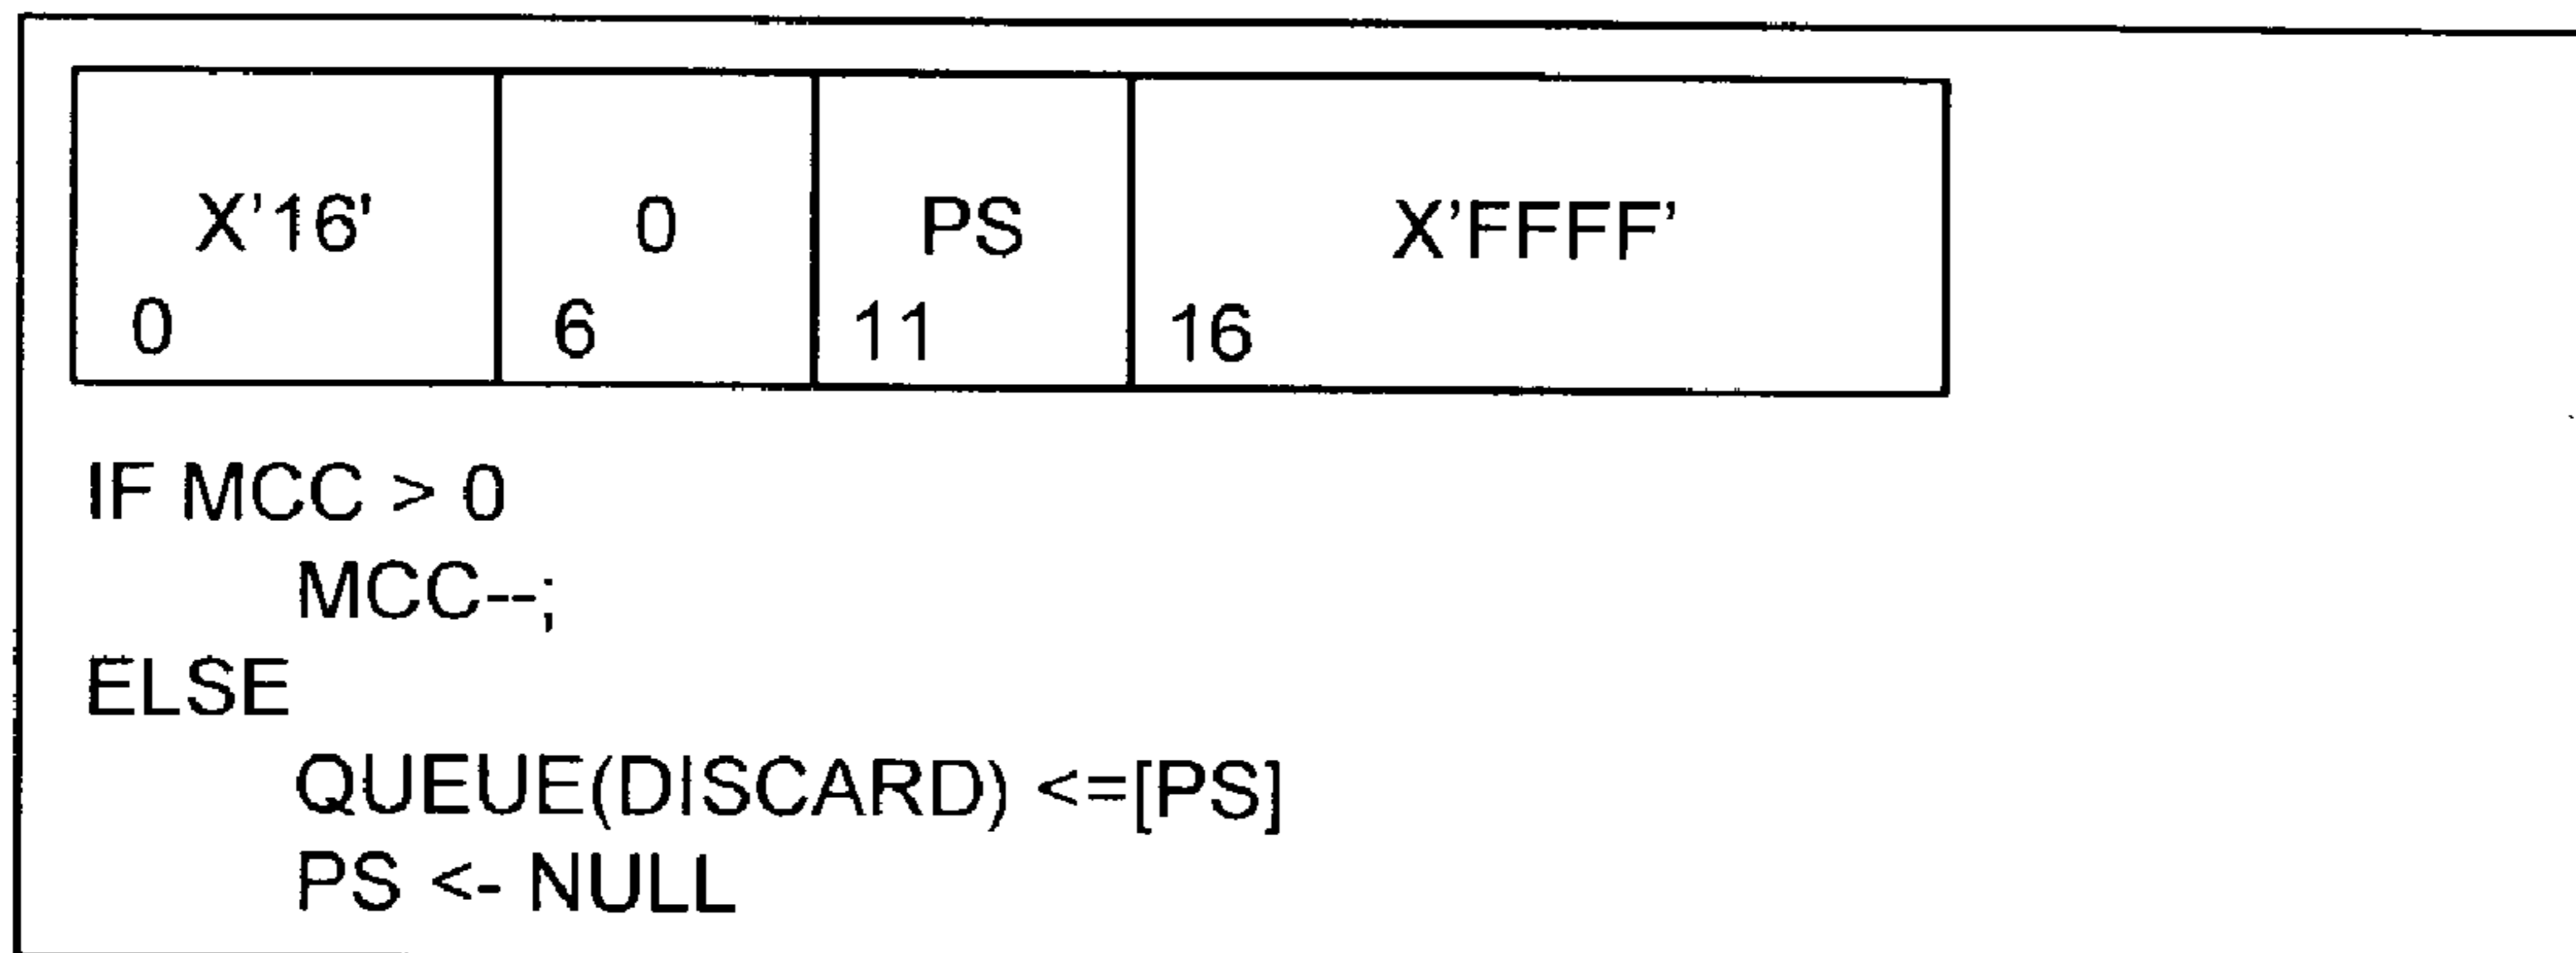 X'16' 0 PS X'FFFF'
0 6 11 16
IF MCC > 0
MCC--;
ELSE
QUEUE(DISCARD) <=[PS]
PS <- NULL